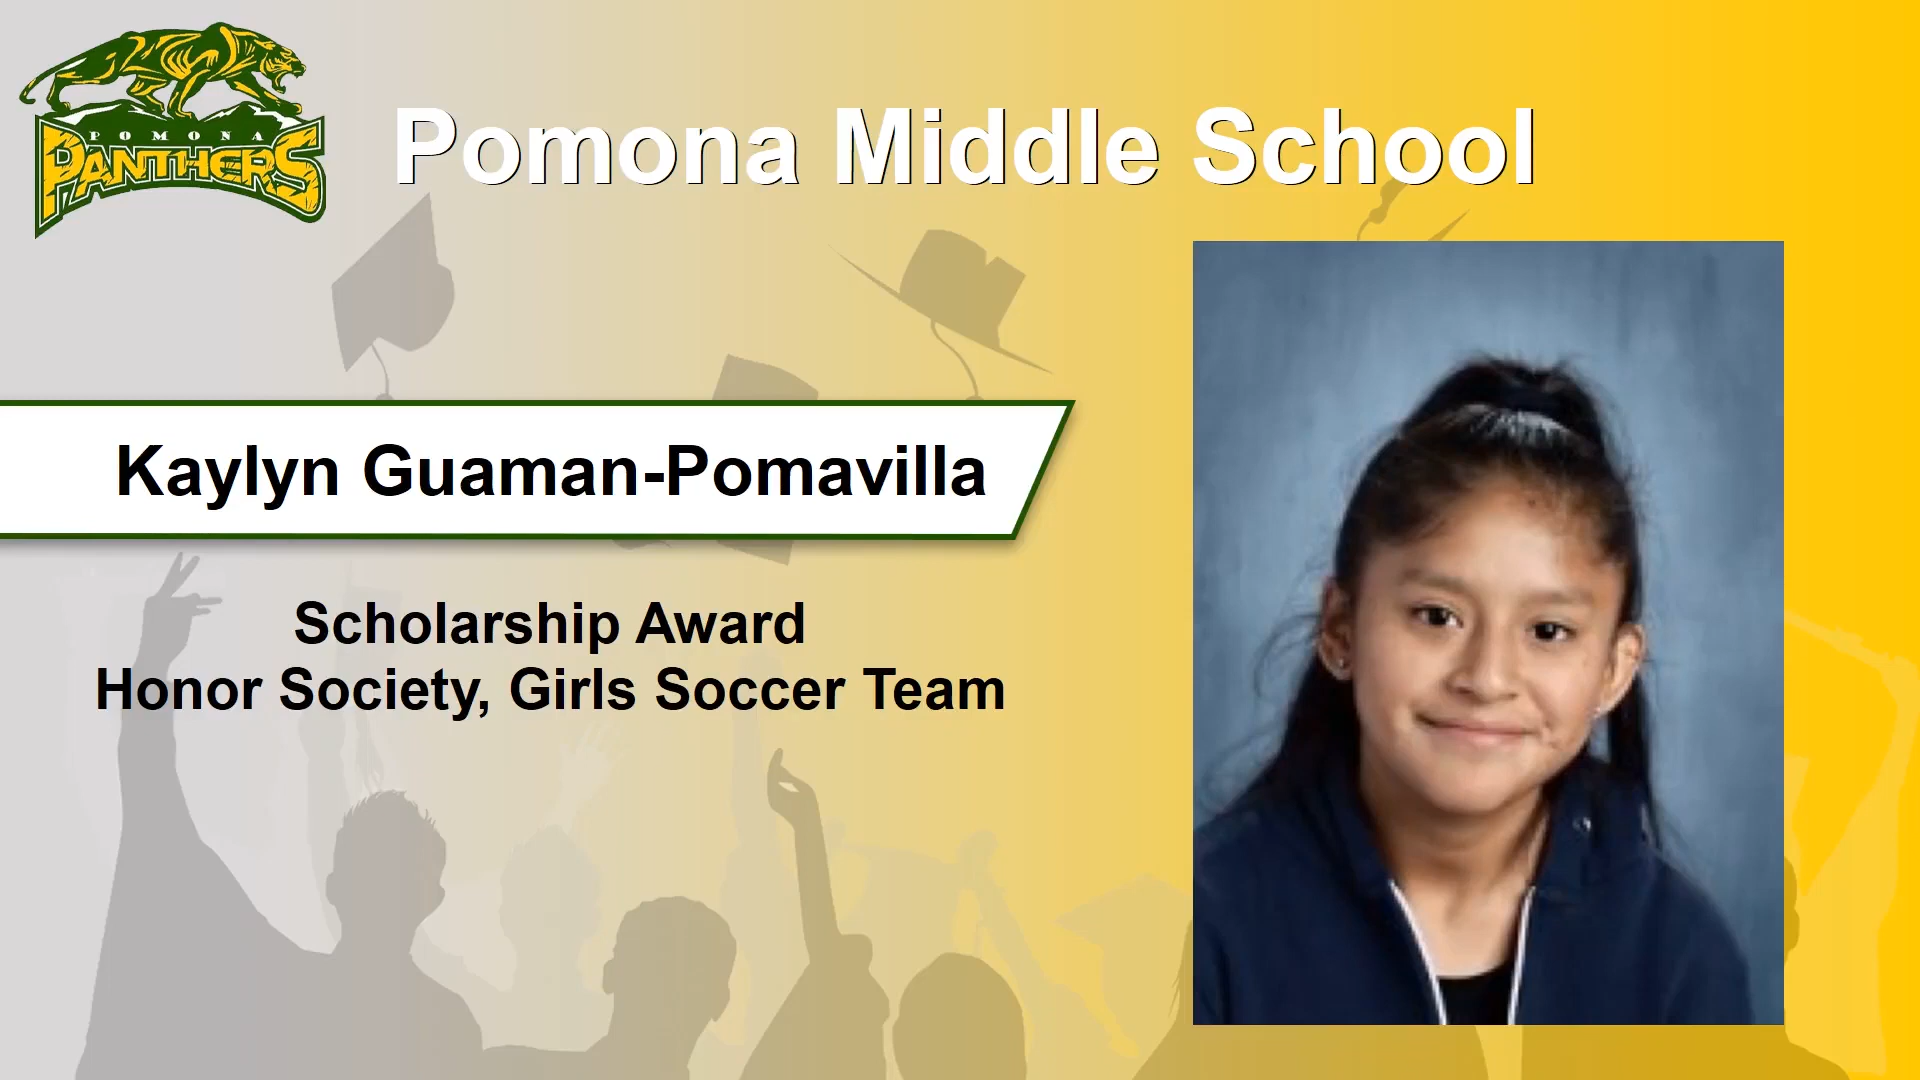 POMONA
PANTHERS
Pomona Middle School
Kaylyn Guaman-Pomavilla
Scholarship Award
Honor Society, Girls Soccer Team